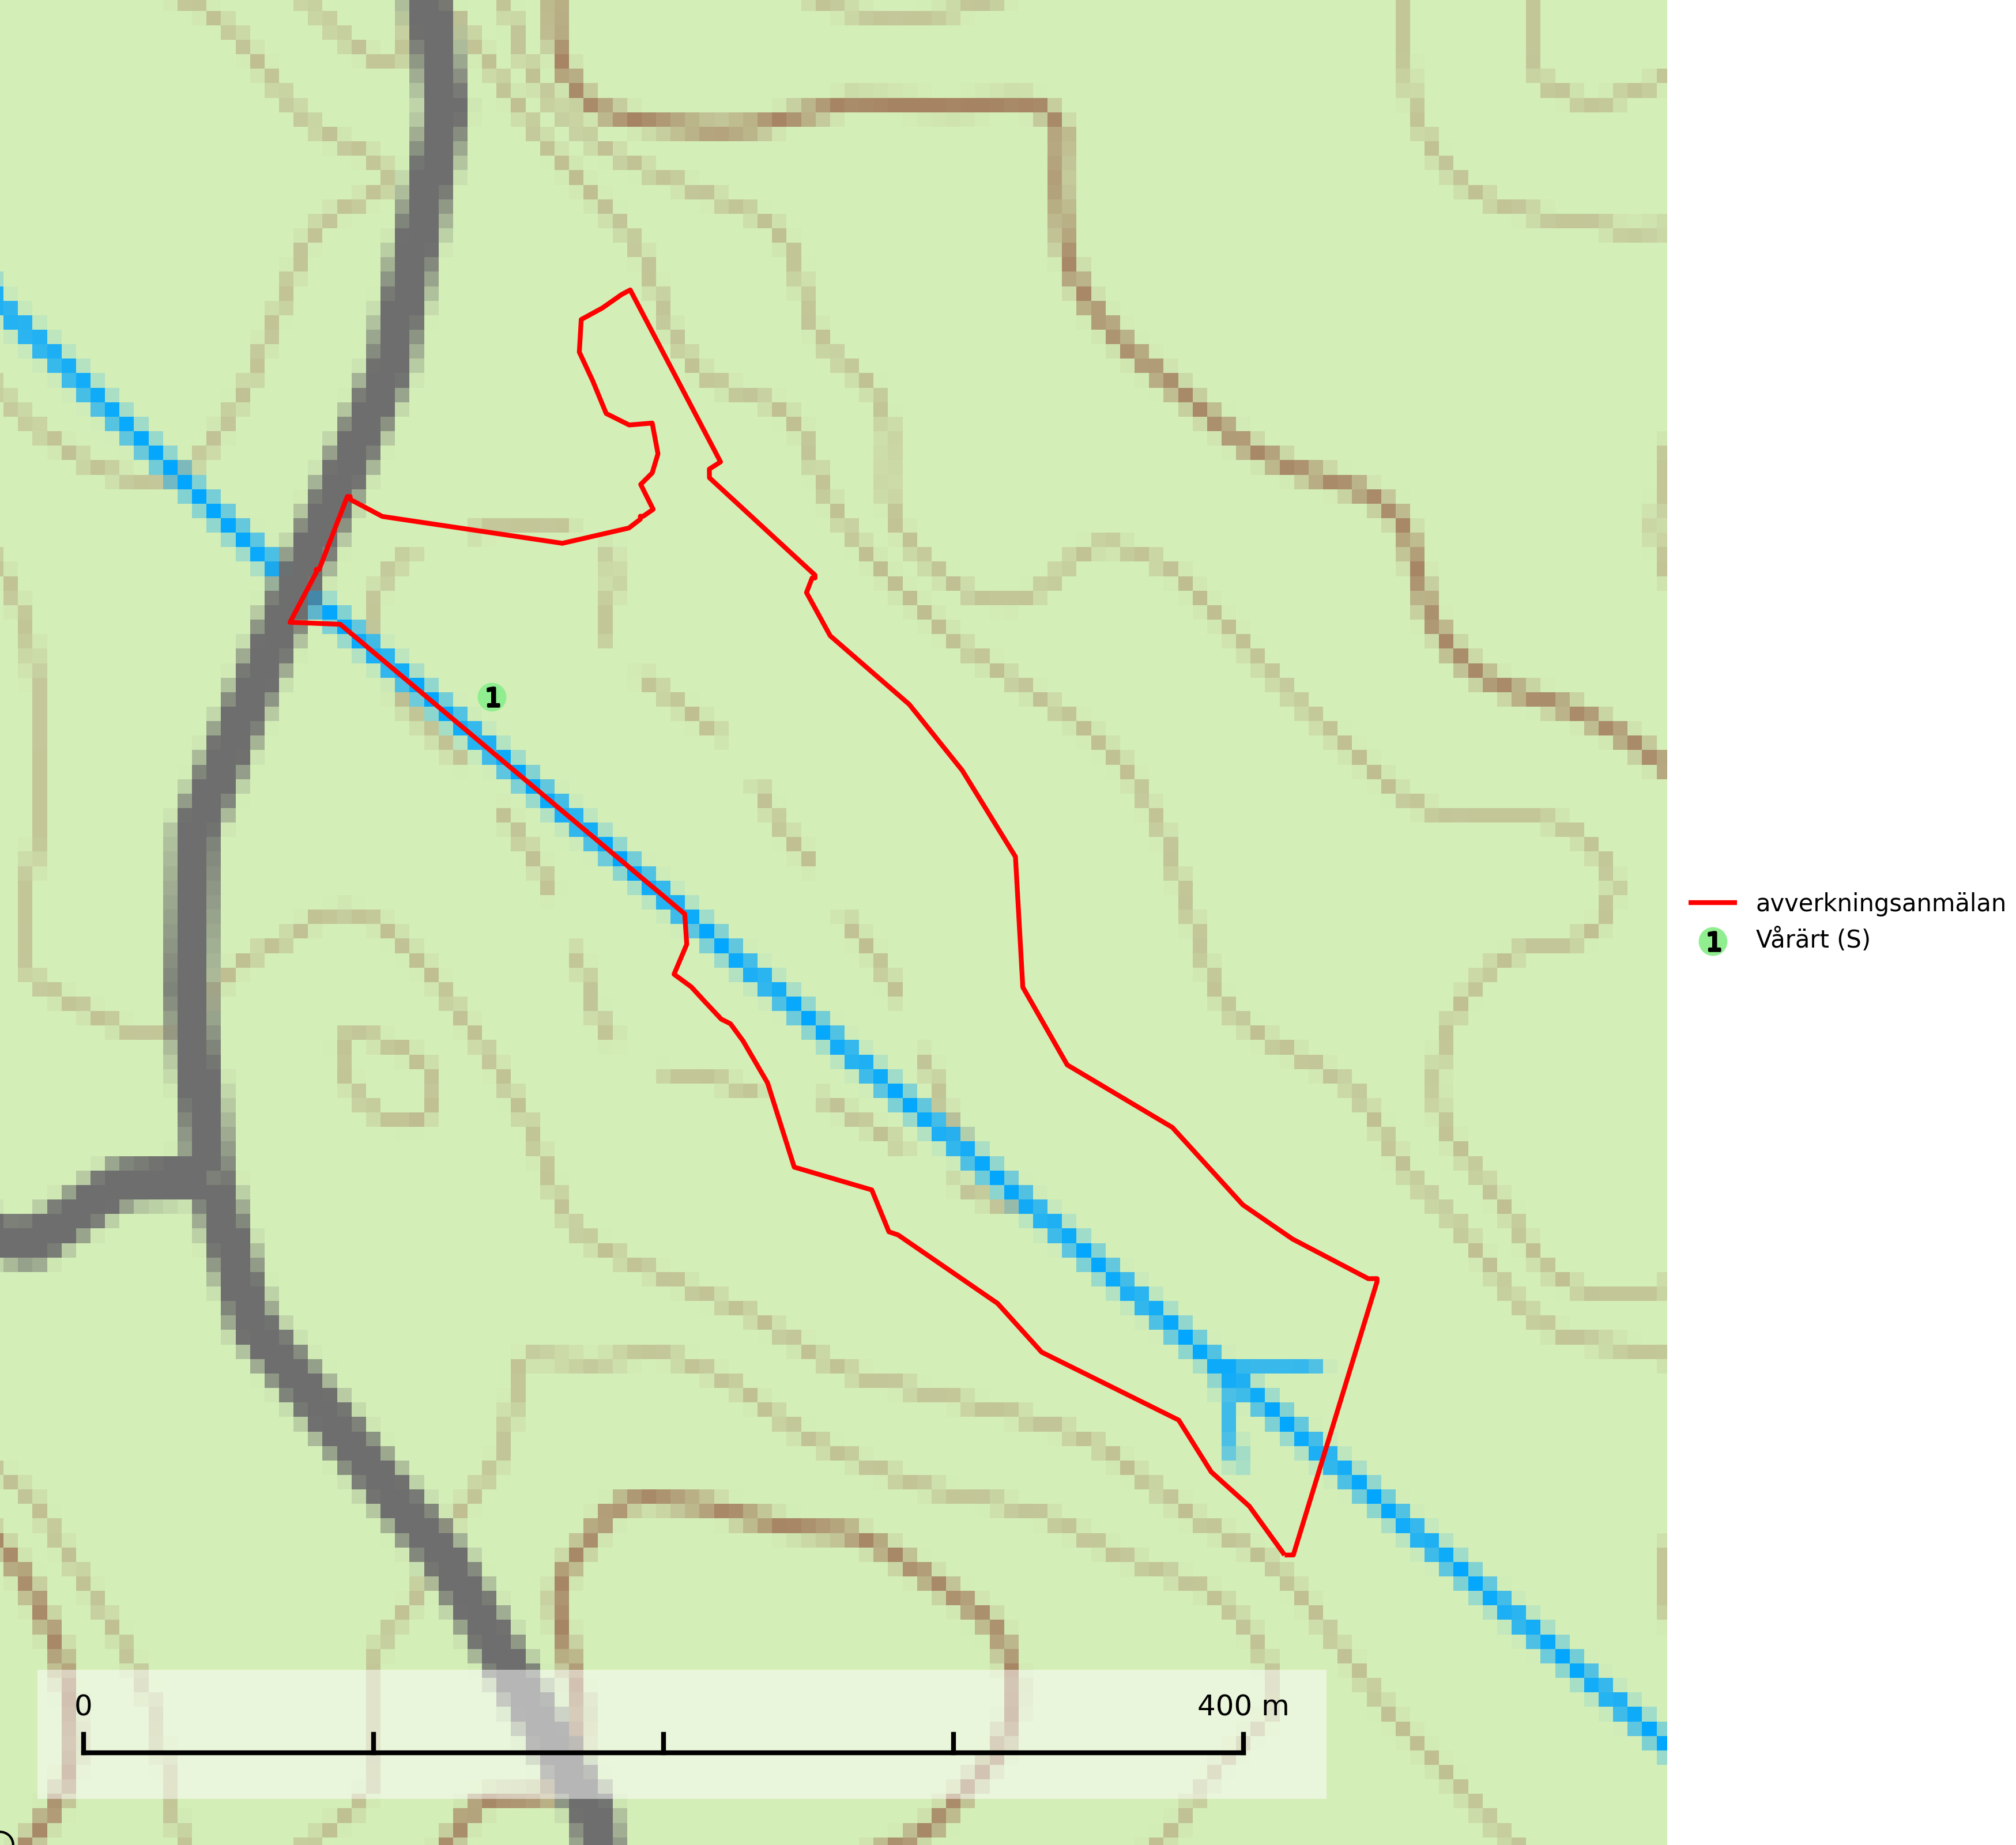 1
avverkningsanmälan
1 Vårärt (S)
0 400 m